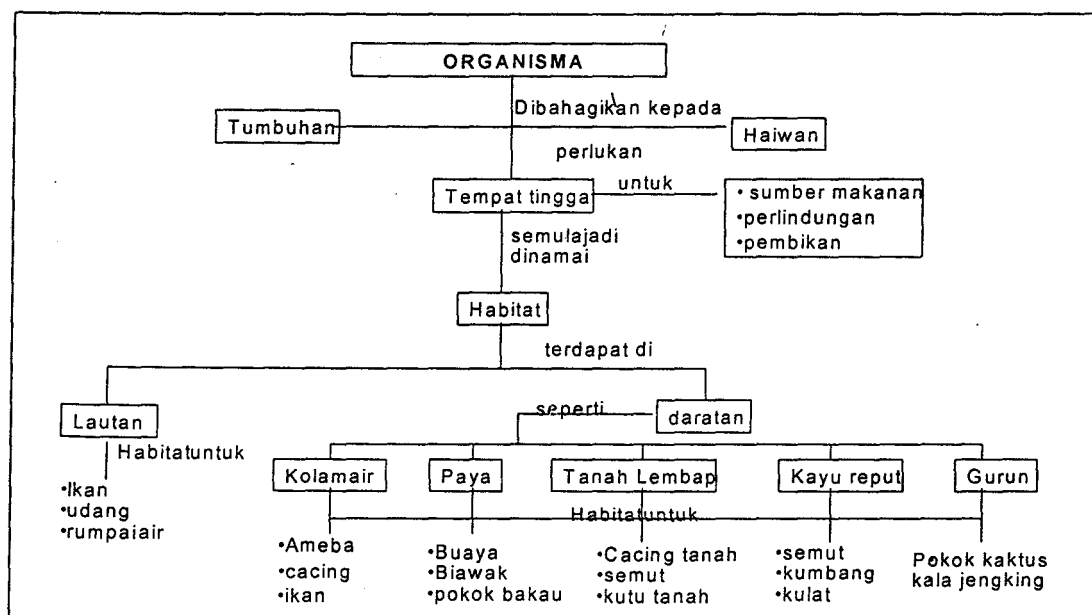 ORGANISMA
Dibahagikan kepada
Tumbuhan
Haiwan
perlukan
Tempat tingga
untuk
• sumber makanan
•perlindungan
•pembikan
semulajadi
dinamai
Habitat
terdapat di
Lautan
seperti
daratan
Habitatuntuk
•Ikan
•udang
•rumpaiair
Kolamair
Paya
Tanah Lembap
Kayu reput
Gurun
Habitatuntuk
•Ameba
•cacing
•ikan
•Buaya
•Biawak
•pokok bakau
•Cacing tanah
•semut
•kutu tanah
•semut
•kumbang
•kulat
Pokok kaktus
kala jengking